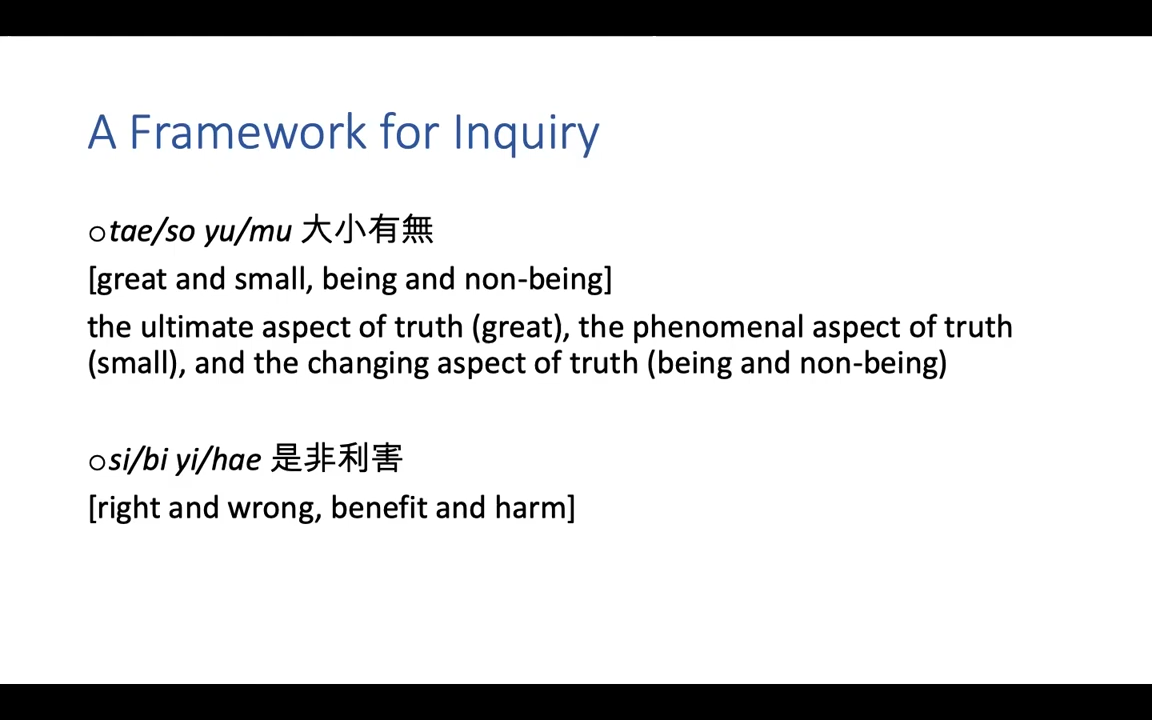 A Framework for Inquiry
○tae/so yu/mu 大小有無
[great and small, being and non-being]
the ultimate aspect of truth (great), the phenomenal aspect of truth
(small), and the changing aspect of truth (being and non-being)
○si/bi yi/hae 是非利害
[right and wrong, benefit and harm]